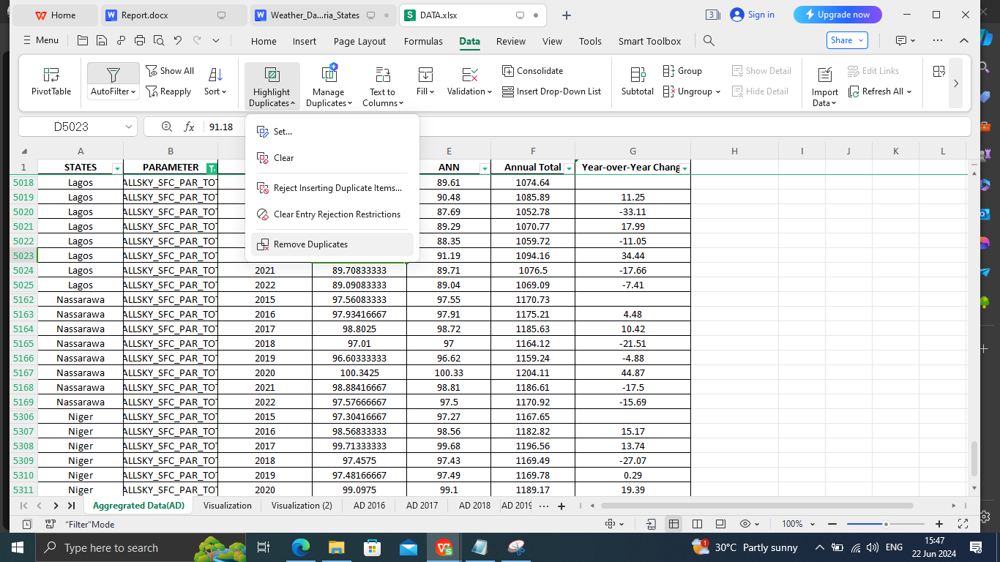 Home
Report.docx
Weather_Da...ria_States
DATA.xlsx
3
Sign in
Upgrade now
Menu
Home
Insert
Page Layout
Formulas
Data
Review
View
Tools
Smart Toolbox
Share
PivotTable
AutoFilter
Show All
Reapply
Sort
Highlight
Duplicates
Manage
Duplicates
Text to
Columns
Fill
Validation
Consolidate
Insert Drop-Down List
Subtotal
Group
Ungroup
Show Detail
Hide Detail
Import
Data
Edit Links
Refresh All
D5023
fx
91.18
Set...
Clear
Reject Inserting Duplicate Items...
Clear Entry Rejection Restrictions
Remove Duplicates
A B E F G H I J K L
1 STATES PARAMETER ANN Annual Total Year-over-Year Chang
5018 Lagos ALLSKY_SFC_PAR_TOT 89.61 1074.64
5019 Lagos ALLSKY_SFC_PAR_TOT 90.48 1085.89 11.25
5020 Lagos ALLSKY_SFC_PAR_TOT 87.69 1052.78 -33.11
5021 Lagos ALLSKY_SFC_PAR_TOT 89.29 1070.77 17.99
5022 Lagos ALLSKY_SFC_PAR_TOT 88.35 1059.72 -11.05
5023 Lagos ALLSKY_SFC_PAR_TOT 91.19 1094.16 34.44
5024 Lagos ALLSKY_SFC_PAR_TOT 2021 89.70833333 89.71 1076.5 -17.66
5025 Lagos ALLSKY_SFC_PAR_TOT 2022 89.09083333 89.04 1069.09 -7.41
5162 Nassarawa ALLSKY_SFC_PAR_TOT 2015 97.56083333 97.55 1170.73
5163 Nassarawa ALLSKY_SFC_PAR_TOT 2016 97.93416667 97.91 1175.21 4.48
5164 Nassarawa ALLSKY_SFC_PAR_TOT 2017 98.8025 98.72 1185.63 10.42
5165 Nassarawa ALLSKY_SFC_PAR_TOT 2018 97.01 97 1164.12 -21.51
5166 Nassarawa ALLSKY_SFC_PAR_TOT 2019 96.60333333 96.62 1159.24 -4.88
5167 Nassarawa ALLSKY_SFC_PAR_TOT 2020 100.3425 100.33 1204.11 44.87
5168 Nassarawa ALLSKY_SFC_PAR_TOT 2021 98.88416667 98.81 1186.61 -17.5
5169 Nassarawa ALLSKY_SFC_PAR_TOT 2022 97.57666667 97.5 1170.92 -15.69
5306 Niger ALLSKY_SFC_PAR_TOT 2015 97.30416667 97.27 1167.65
5307 Niger ALLSKY_SFC_PAR_TOT 2016 98.56833333 98.56 1182.82 15.17
5308 Niger ALLSKY_SFC_PAR_TOT 2017 99.71333333 99.68 1196.56 13.74
5309 Niger ALLSKY_SFC_PAR_TOT 2018 97.4575 97.43 1169.49 -27.07
5310 Niger ALLSKY_SFC_PAR_TOT 2019 97.48166667 97.49 1169.78 0.29
5311 Niger ALLSKY_SFC_PAR_TOT 2020 99.0975 99.1 1189.17 19.39
Aggregrated Data(AD) Visualization Visualization (2) AD 2016 AD 2017 AD 2018 AD 2019 ...
"Filter"Mode
100%
Type here to search
30°C Partly sunny
ENG
15:47
22 Jun 2024